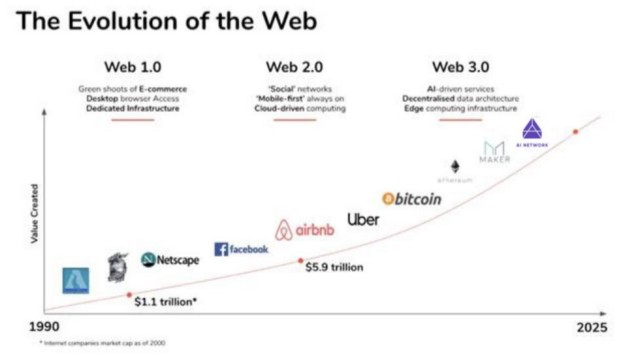 The Evolution of the Web
Web 1.0
Green shoots of E-commerce
Desktop browser Access
Dedicated Infrastructure
Web 2.0
'Social' networks
'Mobile-first' always on
Cloud-driven computing
Web 3.0
AI-driven services
Decentralised data architecture
Edge computing infrastructure
Value Created
Netscape
facebook
airbnb
Uber
bitcoin
ethereum
MAKER
AI NETWORK
$1.1 trillion*
$5.9 trillion
1990
2025
* Internet companies market cap as of 2000